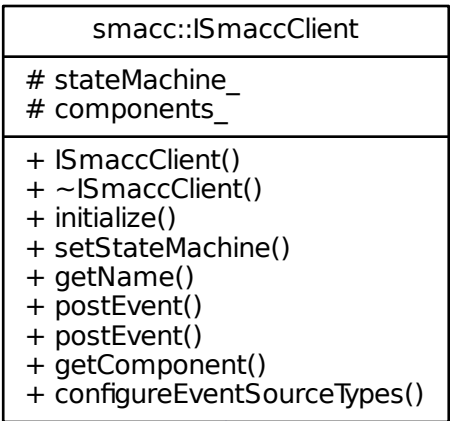 smacc::ISmaccClient
# stateMachine_
# components_
+ ISmaccClient()
+ ~ISmaccClient()
+ initialize()
+ setStateMachine()
+ getName()
+ postEvent()
+ postEvent()
+ getComponent()
+ configureEventSourceTypes()